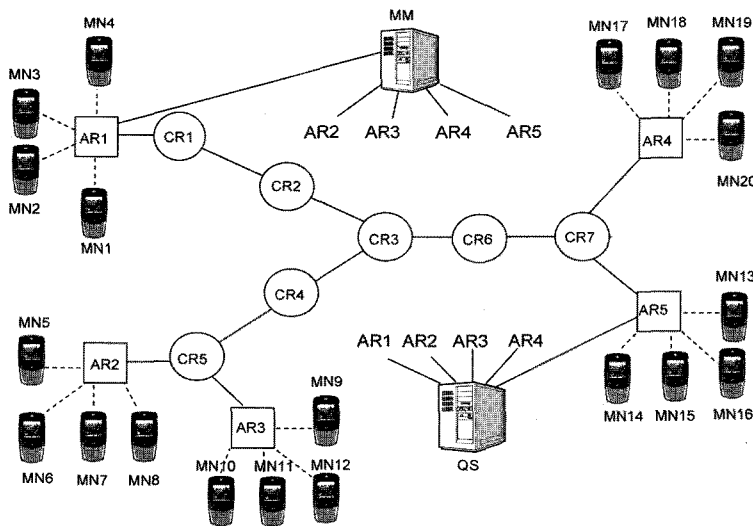 MM
MN17
MN18
MN19
MN4
MN3
AR1
CR1
AR2
AR3
AR4
AR5
AR4
MN2
CR2
MN20
MN1
CR3
CR6
CR7
CR4
MN13
MN5
AR5
AR1
AR2
AR3
AR4
AR2
CR5
MN9
MN14
MN15
MN16
AR3
QS
MN6
MN7
MN8
MN10
MN11
MN12